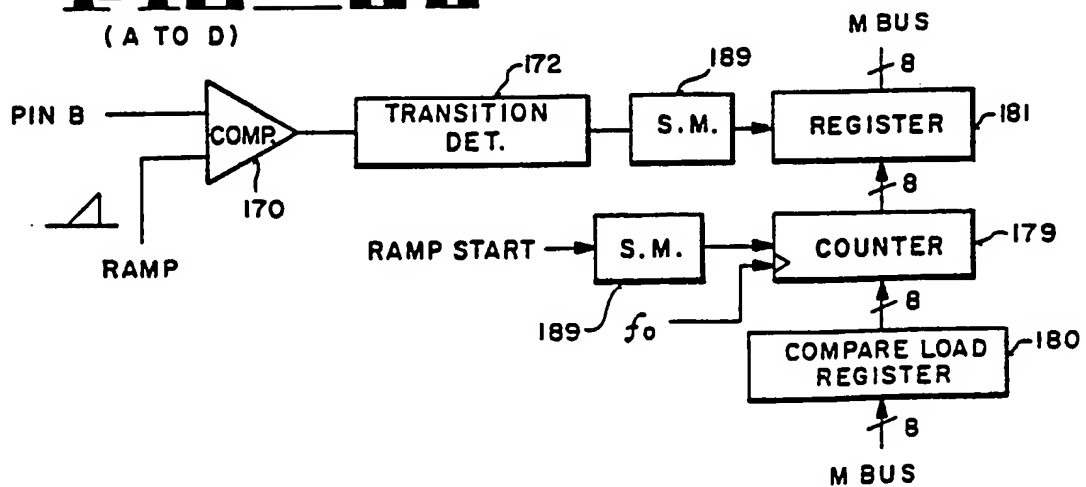 (A TO D)
M BUS
8
172
189
PIN B
COMP.
TRANSITION DET.
S.M.
REGISTER
181
170
8
RAMP
RAMP START
S.M.
COUNTER
179
189
fo
8
COMPARE LOAD
REGISTER
180
8
M BUS